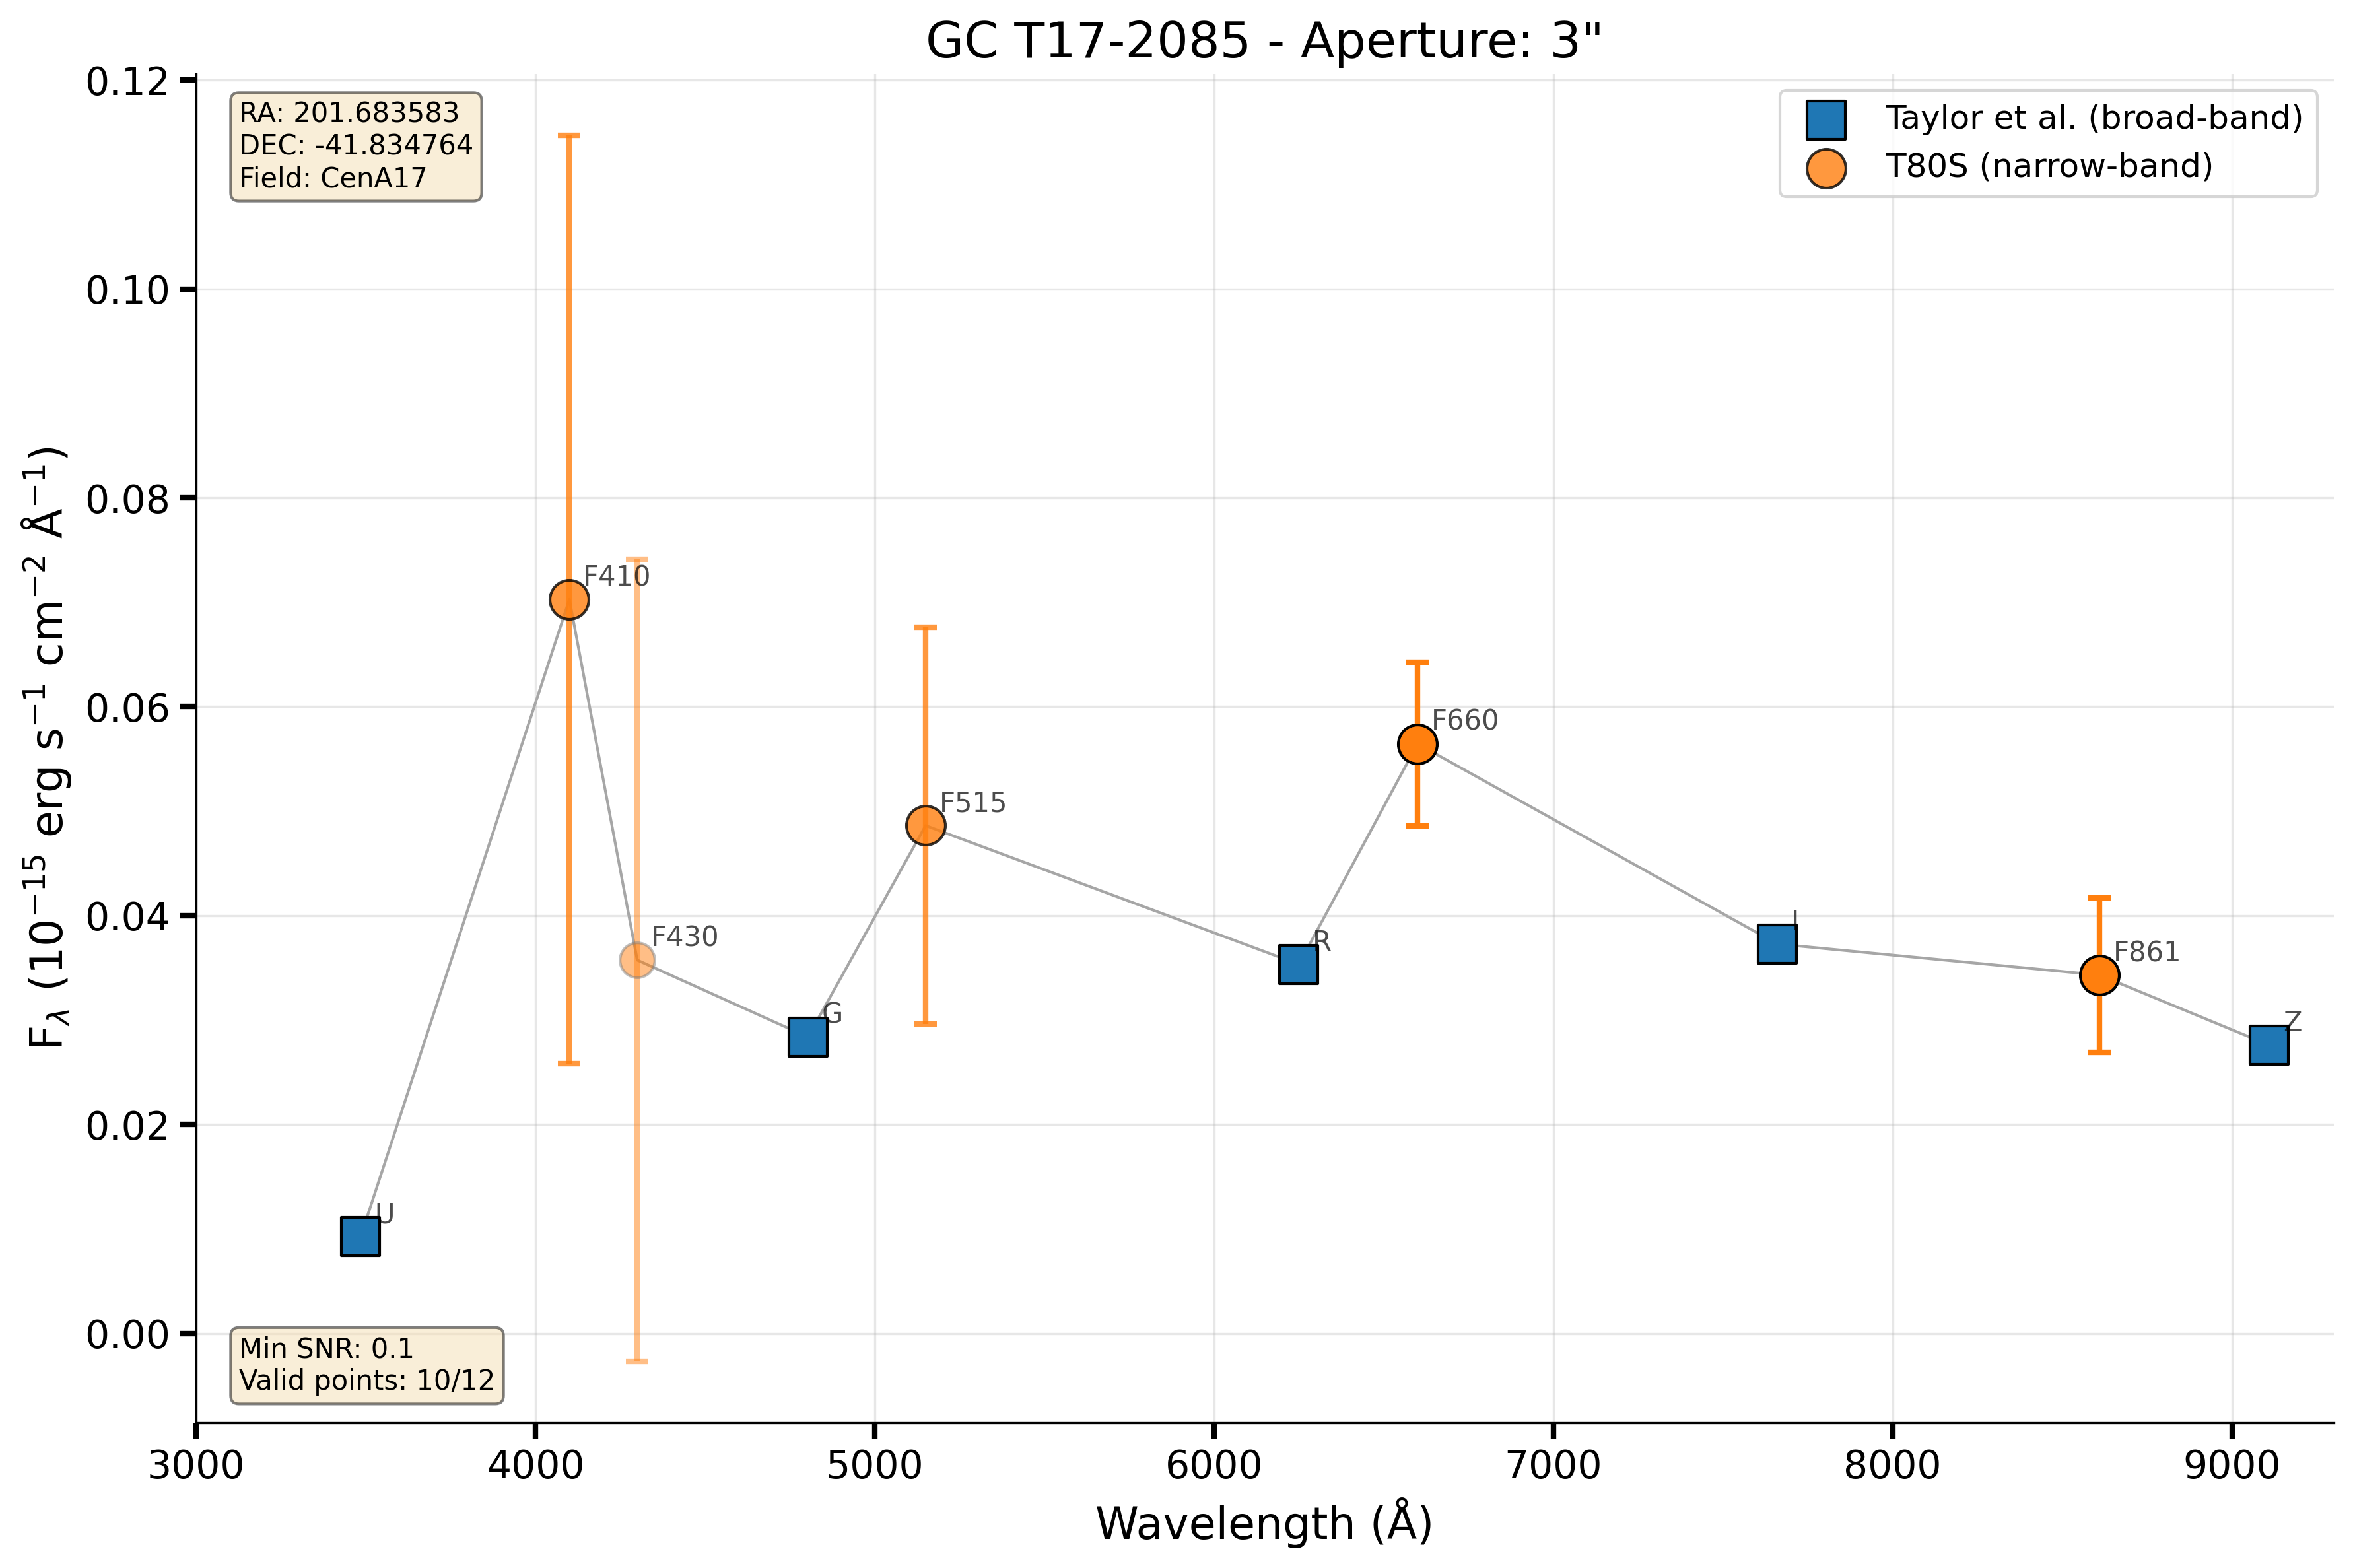 GC T17-2085 - Aperture: 3"
RA: 201.683583
DEC: -41.834764
Field: CenA17
Taylor et al. (broad-band)
T80S (narrow-band)
0.12
0.10
0.08
0.06
0.04
0.02
0.00
F_λ (10⁻¹⁵ erg s⁻¹ cm⁻² Å⁻¹)
F410
F430
F515
F660
F861
U
G
R
I
Z
Min SNR: 0.1
Valid points: 10/12
3000 4000 5000 6000 7000 8000 9000
Wavelength (Å)